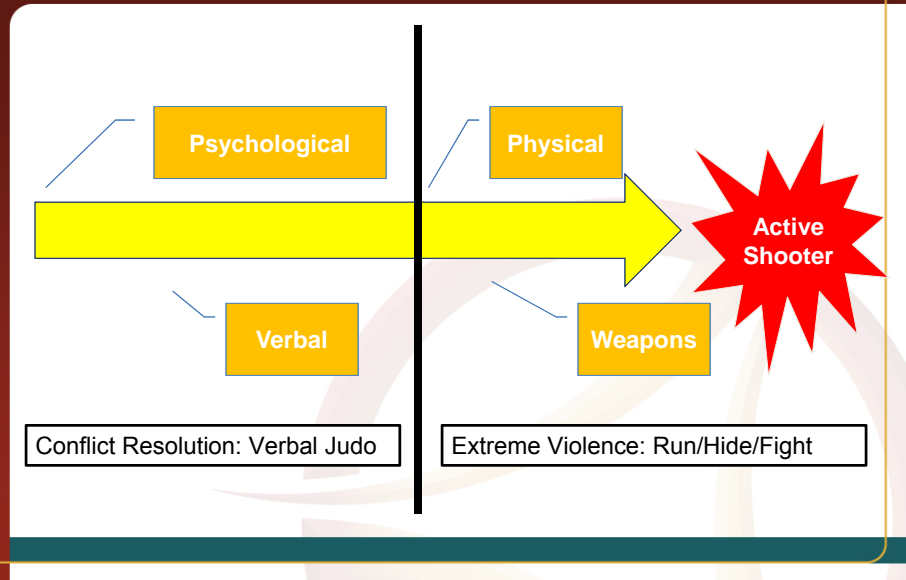 Psychological
Physical
Active
Shooter
Verbal
Weapons
Conflict Resolution: Verbal Judo
Extreme Violence: Run/Hide/Fight